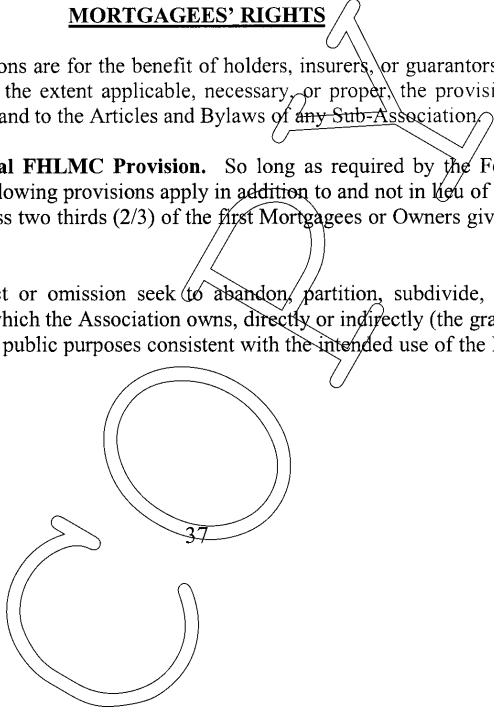 MORTGAGEES' RIGHTS
ons are for the benefit of holders, insurers, or guarantors
the extent applicable, necessary, or proper, the provisi
and to the Articles and Bylaws of any Sub-Association.
al FHLMC Provision. So long as required by the Fe
lowing provisions apply in addition to and not in lieu of
ss two thirds (2/3) of the first Mortgagees or Owners giv
ct or omission seek to abandon, partition, subdivide,
which the Association owns, directly or indirectly (the gra
public purposes consistent with the intended use of the
37
COPY